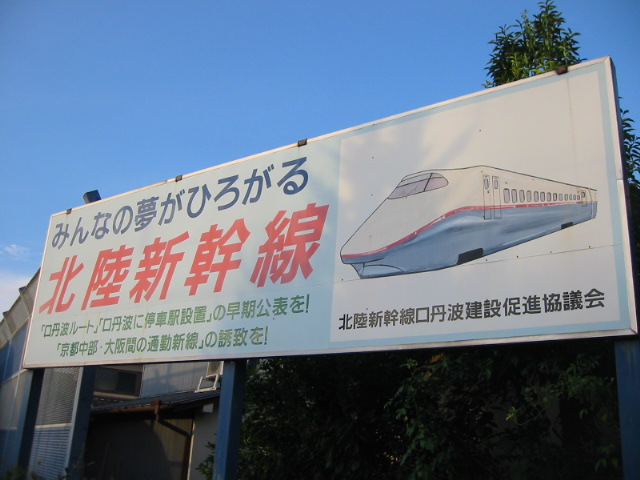 みんなの夢がひろがる
北陸新幹線
「口丹波ルート」「口丹波に停車駅設置」の早期公表を!
「京都中部・大阪間の通勤新線」の誘致を!
北陸新幹線口丹波建設促進協議会